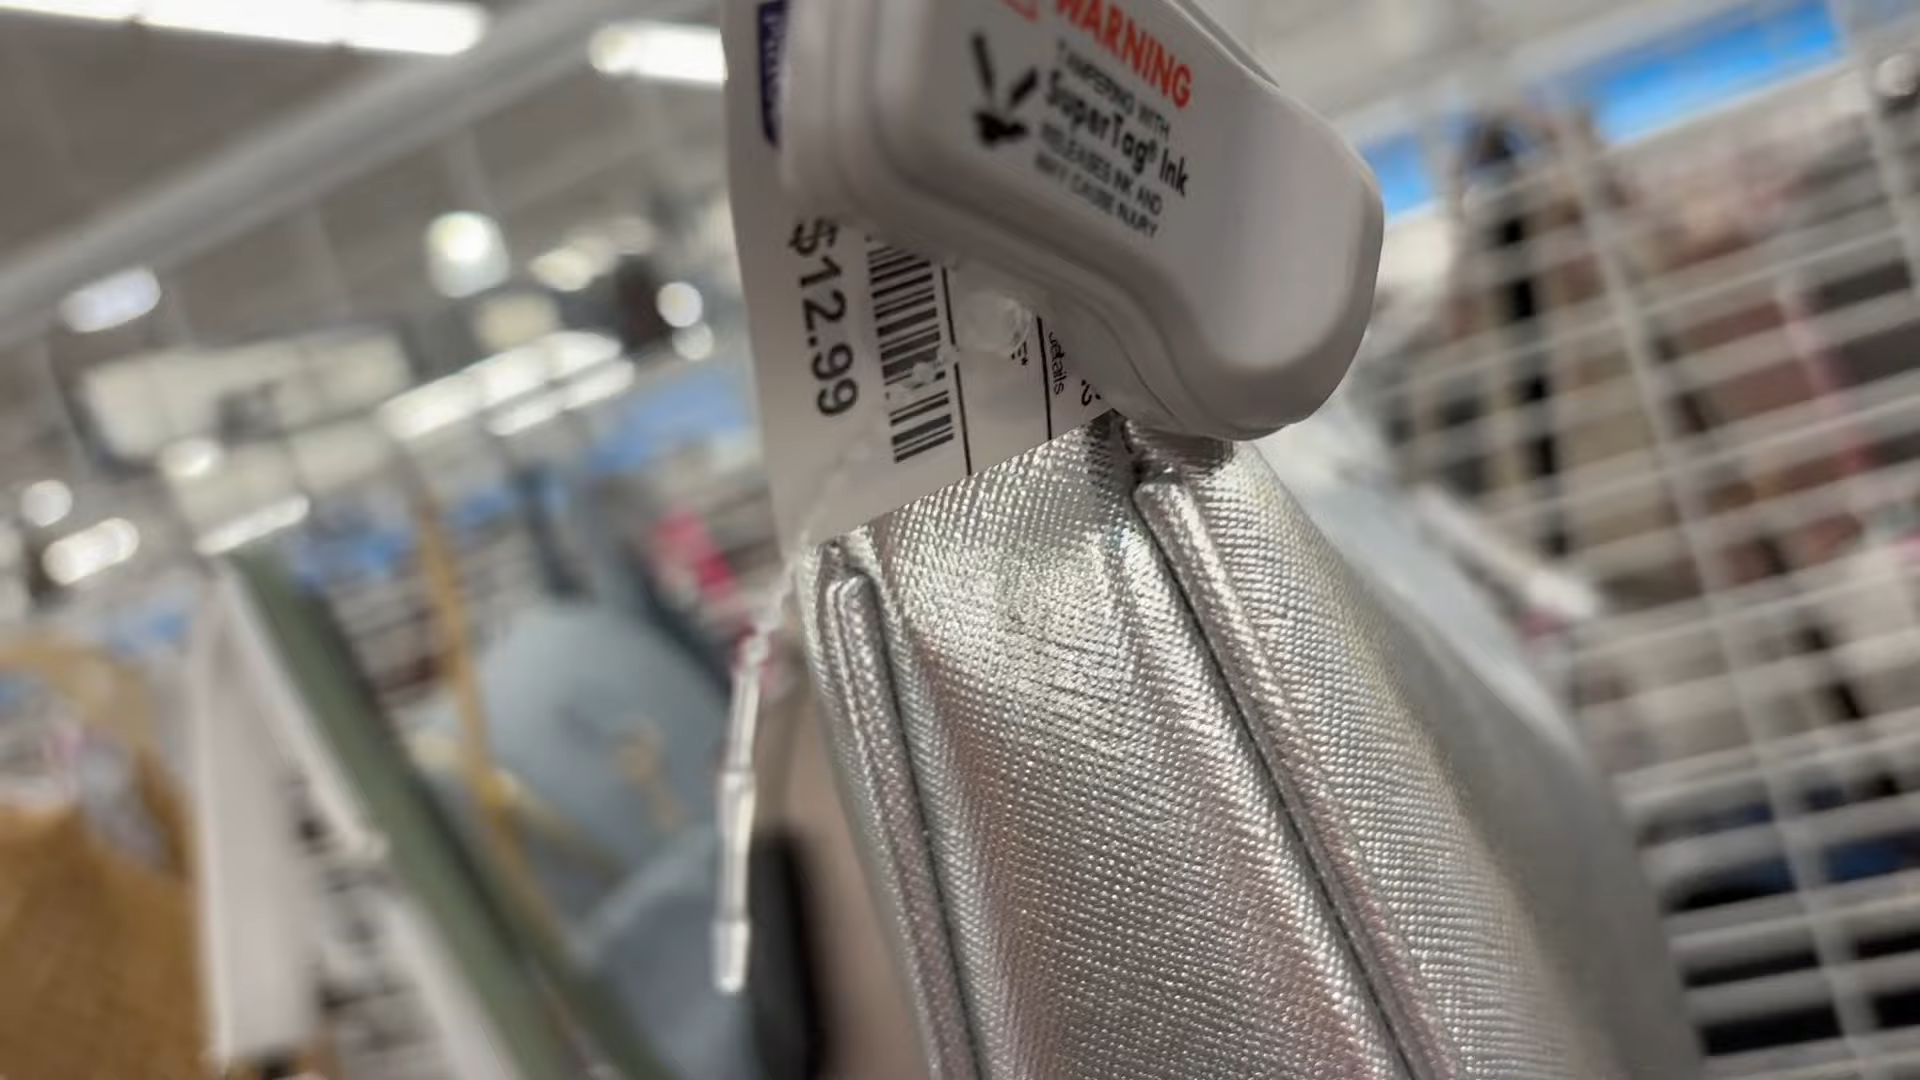 WARNING
TAMPERING WITH
SuperTag® Ink
RELEASES INK AND
MAY CAUSE INJURY
$12.99
details